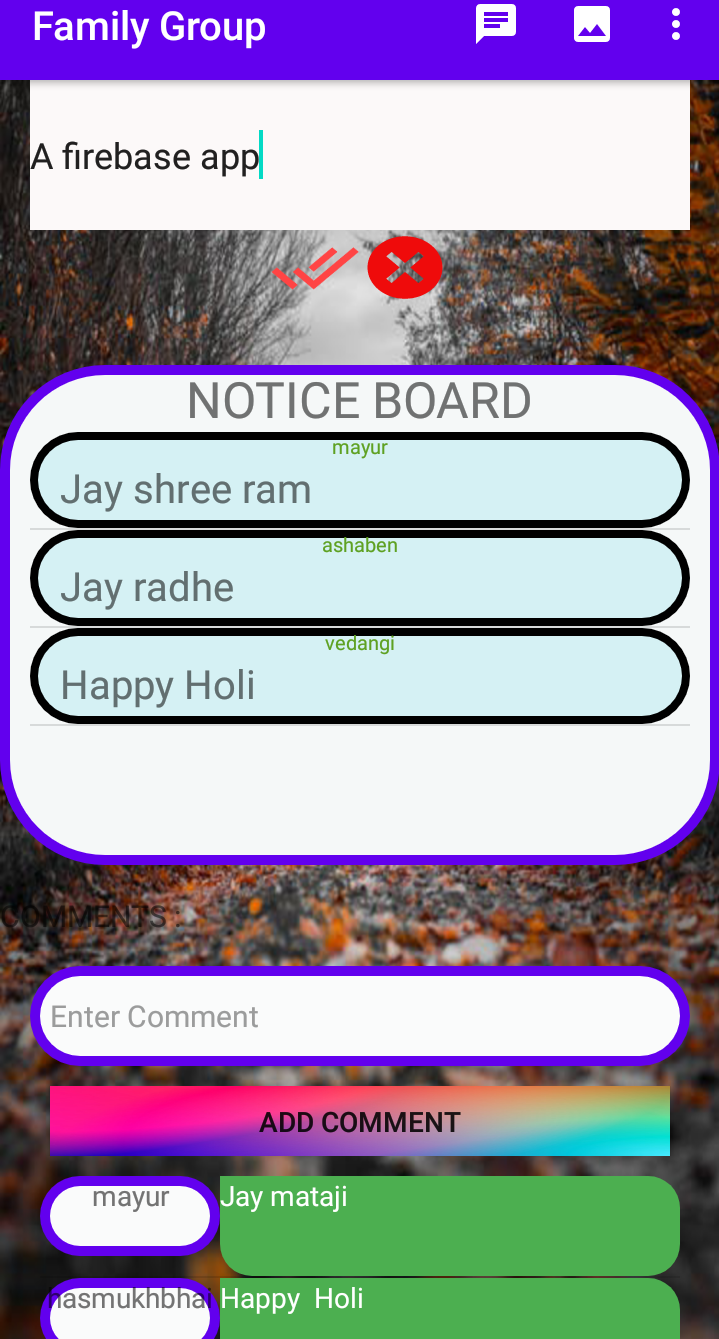 Family Group
A firebase app
NOTICE BOARD
mayur
Jay shree ram
ashaben
Jay radhe
vedangi
Happy Holi
COMMENTS :
Enter Comment
ADD COMMENT
mayur
Jay mataji
hasmukhbhai
Happy  Holi